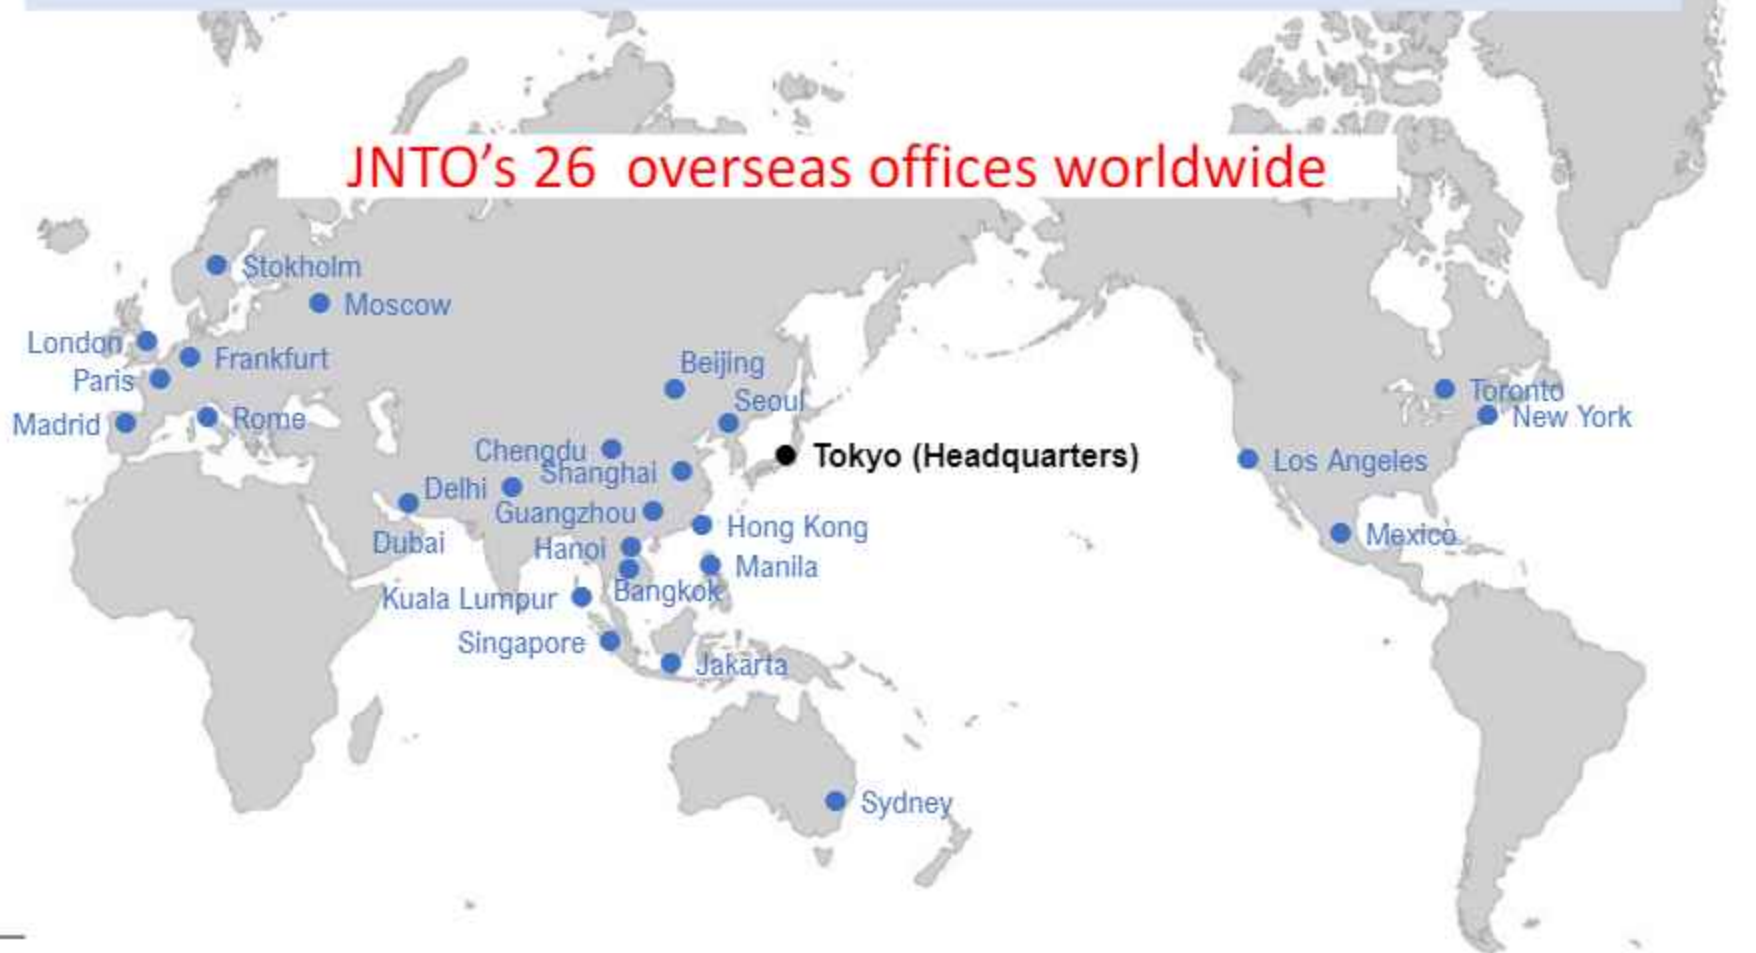 JNTO's 26  overseas offices worldwide
Stokholm
Moscow
London
Frankfurt
Paris
Madrid
Rome
Beijing
Seoul
Chengdu
Shanghai
Tokyo (Headquarters)
Delhi
Guangzhou
Dubai
Hong Kong
Hanoi
Manila
Bangkok
Kuala Lumpur
Singapore
Jakarta
Sydney
Toronto
New York
Los Angeles
Mexico